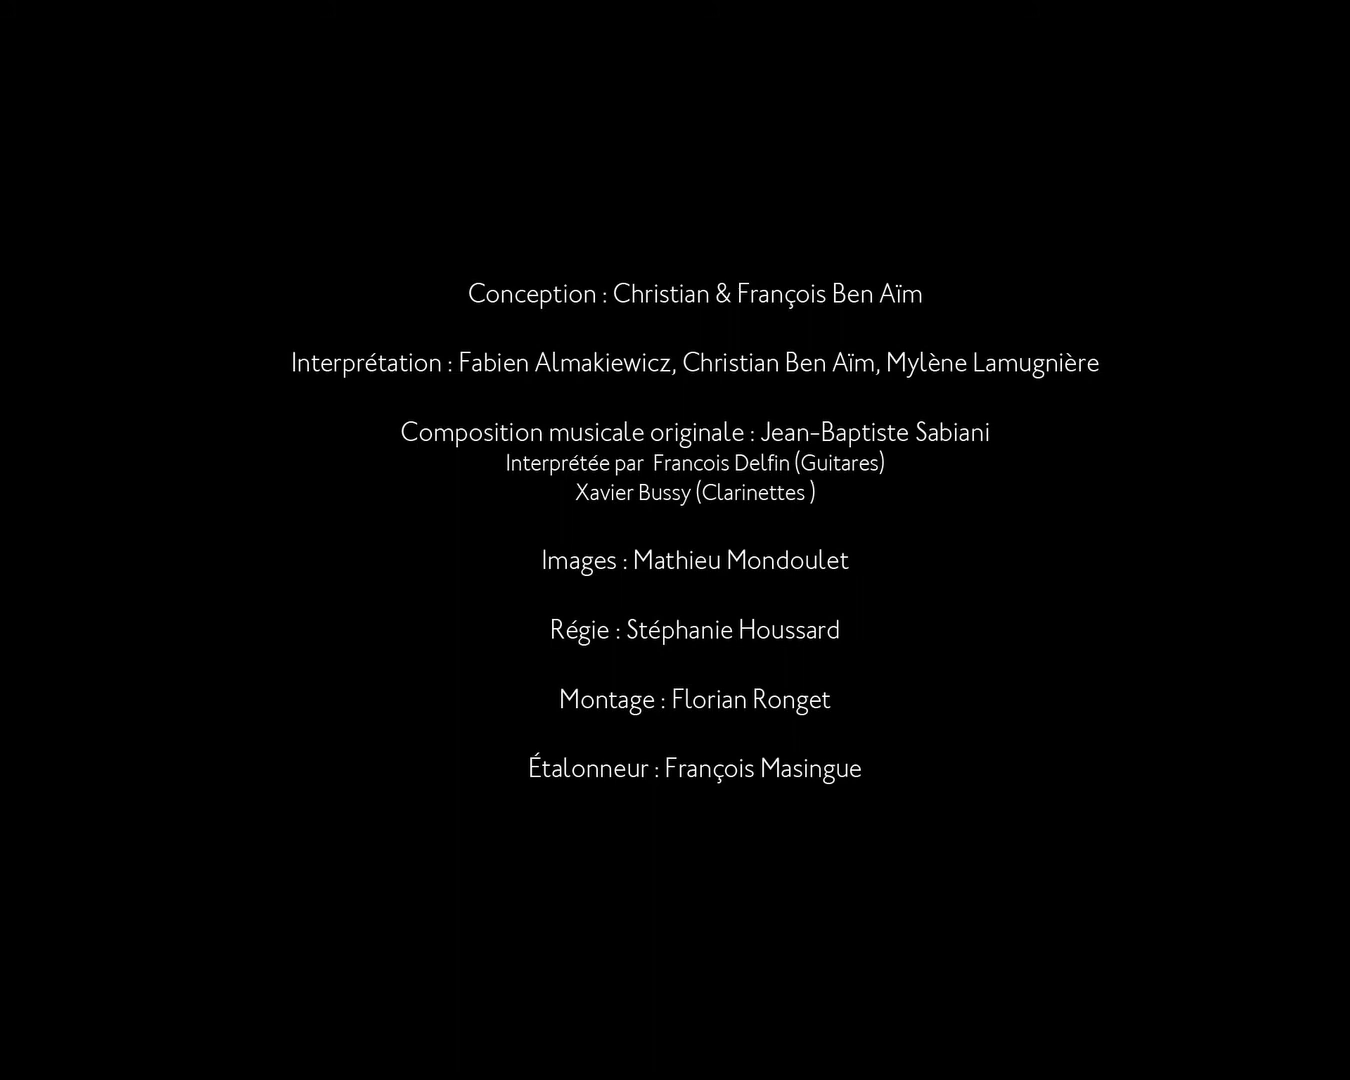 Conception : Christian & François Ben Aïm
Interprétation : Fabien Almakiewicz, Christian Ben Aïm, Mylène Lamugnière
Composition musicale originale : Jean-Baptiste Sabiani
Interprétée par Francois Delfin (Guitares)
Xavier Bussy (Clarinettes )
Images : Mathieu Mondoulet
Régie : Stéphanie Houssard
Montage : Florian Ronget
Étalonneur : François Masingue